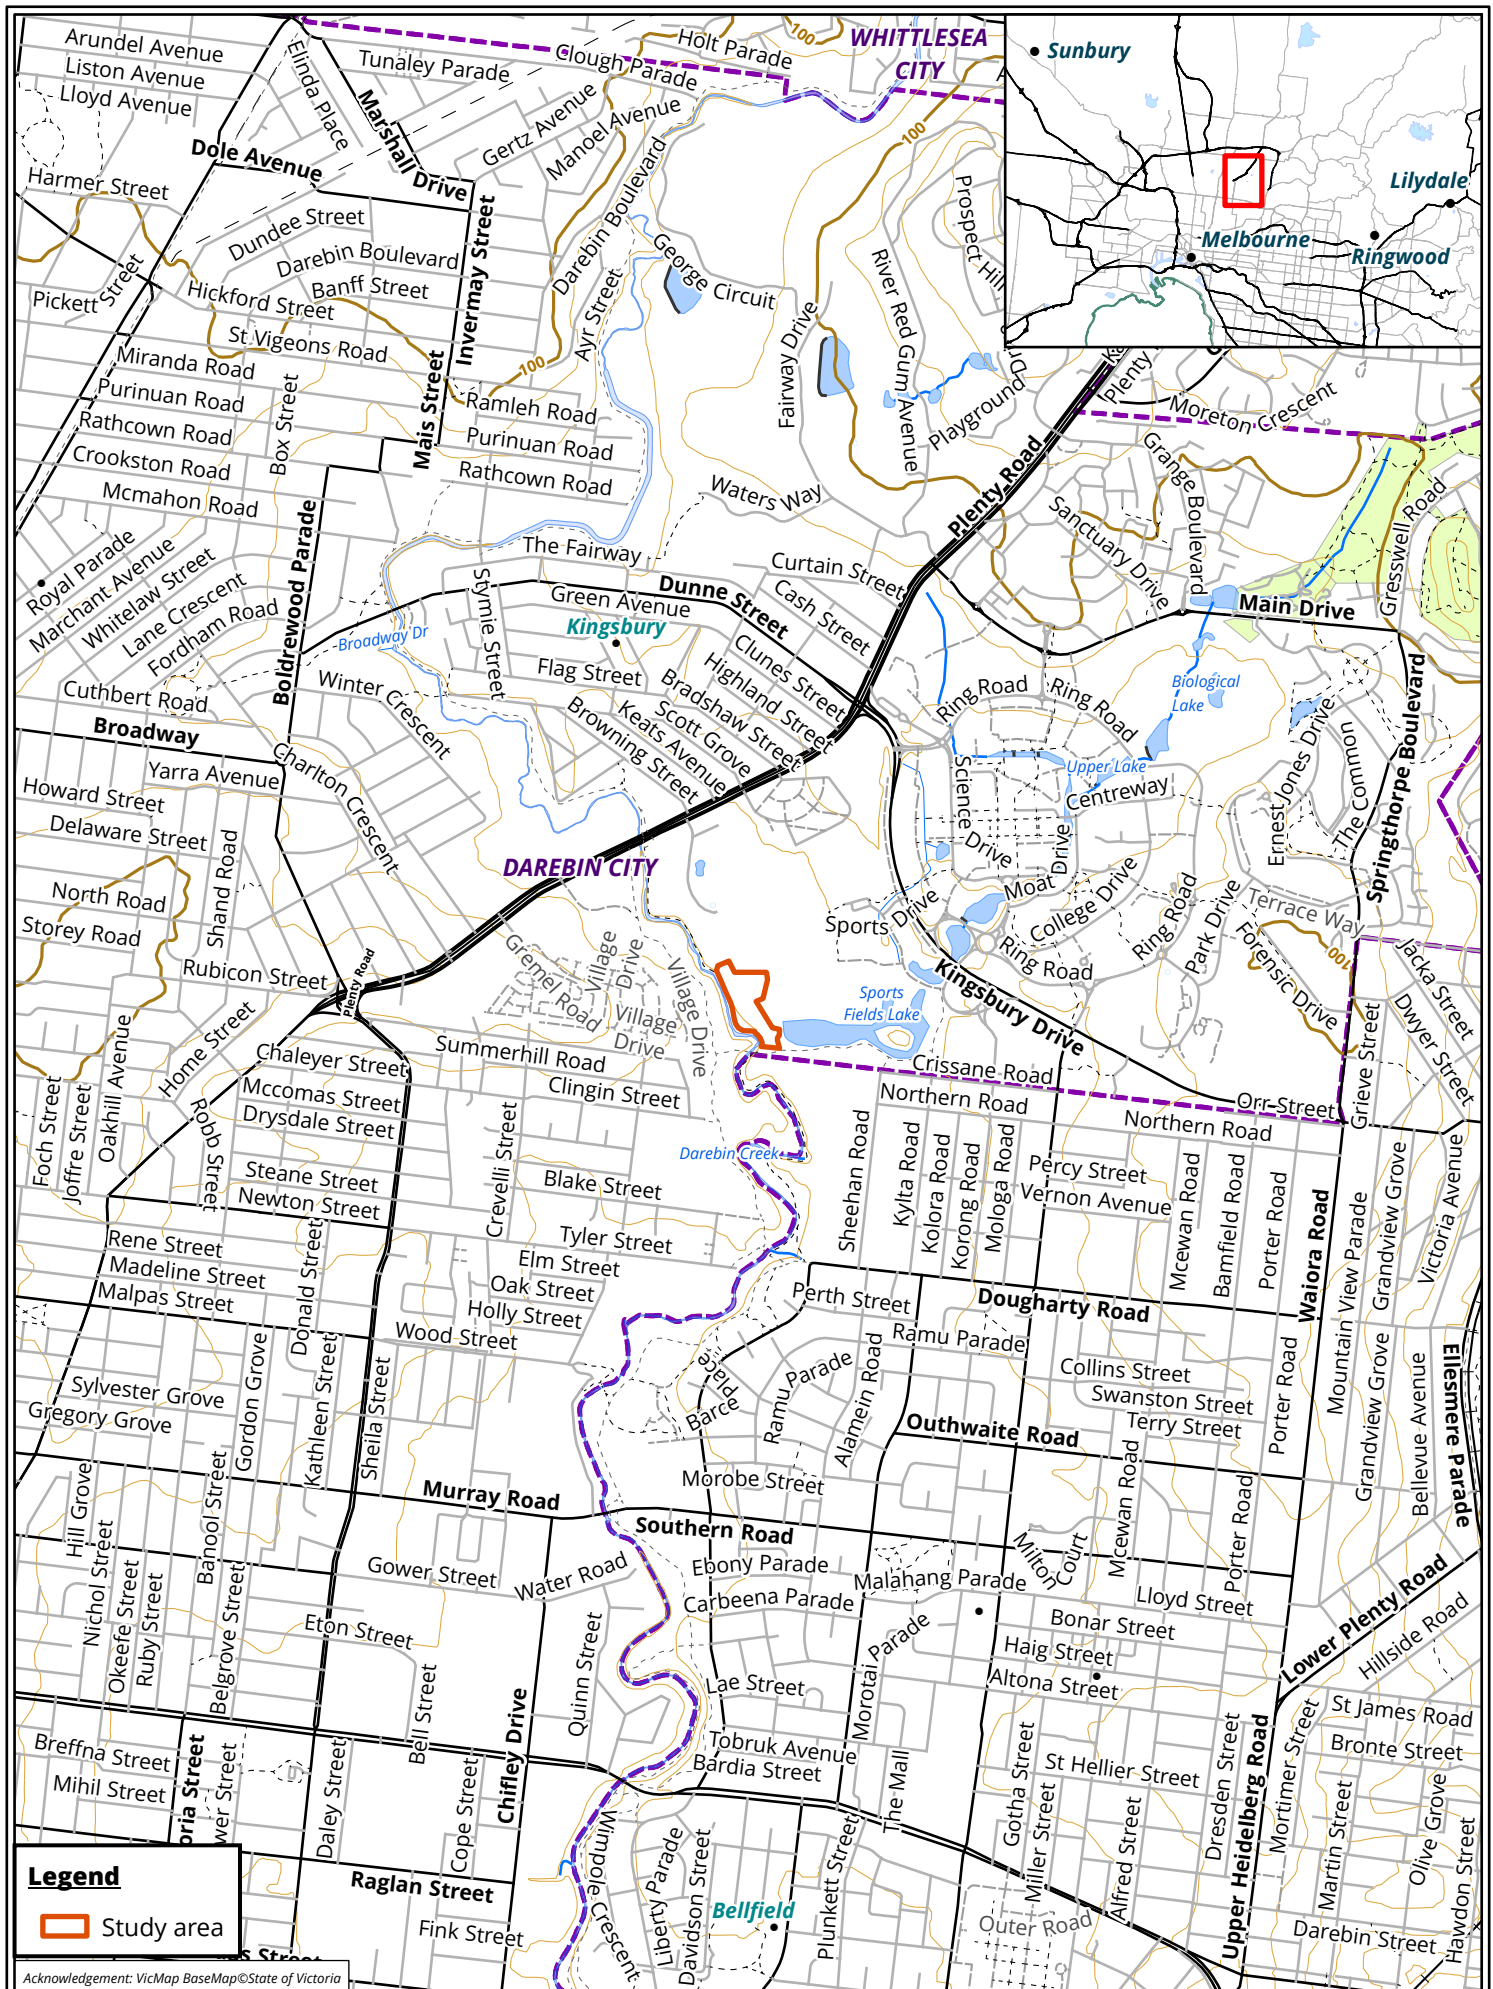 Arundel Avenue
Liston Avenue
Lloyd Avenue
Elinda Place
Tunaley Parade
Clough Parade
Holt Parade
100
WHITTLESEA
CITY
Marshall Drive
Gertz Avenue
Manoel Avenue
Dole Avenue
Harmer Street
Dundee Street
Darebin Boulevard
Banff Street
Invermay Street
Darebin Boulevard
George Circuit
Ayr Street
100
Prospect Hill
River Red Gum Avenue
Fairway Drive
Playground
Sunbury
Lilydale
Melbourne
Ringwood
Pickett
Street
Hickford Street
St Vigeons Road
Miranda Road
Purinuan Road
Rathcown Road
Crookston Road
Mcmahon Road
Box Street
Mais Street
100
Ramleh Road
Purinuan Road
Rathcown Road
Waters Way
Plenty Road
Plenty
Moreton Crescent
Grange Boulevard
Sanctuary Drive
Gresswell Road
Main Drive
Royal Parade
Marchant Avenue
Whitelaw Street
Lane Crescent
Fordham Road
Cuthbert Road
Boldrewood Parade
Broadway Dr
The Fairway
Dunne Street
Green Avenue
Kingsbury
Curtain Street
Cash Street
Stymie Street
Flag Street
Clunes Street
Highland Street
Bradshaw Street
Scott Grove
Keats Avenue
Browning Street
Winter Crescent
Broadway
Yarra Avenue
Charlton Crescent
Howard Street
Delaware Street
Shand Road
North Road
Storey Road
Rubicon Street
DAREBIN CITY
Ring Road
Ring Road
Biological
Lake
Upper Lake
Centreway
Science
Drive
Drive
Moat
Sports Drive
College Drive
Ring Road
Ring Road
Park Drive
Ernest Jones Drive
The Common
Springthorpe Boulevard
Terrace Way
100
Forensic Drive
Jacka Street
Dwyer Street
Grieve Street
Plenty Road
Gremel Road
Village
Drive
Village
Drive
Village Drive
Sports
Fields Lake
Kingsbury Drive
Crissane Road
Orr Street
Home Street
Chaleyer Street
Summerhill Road
Clingin Street
Mccomas Street
Drysdale Street
Robb Street
Steane Street
Newton Street
Foch Street
Joffre Street
Oakhill Avenue
Crevelli Street
Blake Street
Tyler Street
Elm Street
Oak Street
Holly Street
Wood Street
Darebin Creek
Northern Road
Northern Road
Sheehan Road
Kylta Road
Kolora Road
Korong Road
Mologa Road
Percy Street
Vernon Avenue
Mcewan Road
Bamfield Road
Porter Road
Waiora Road
Mountain View Parade
Grandview Grove
Victoria Avenue
Rene Street
Madeline Street
Malpas Street
Donald Street
Perth Street
Dougharty Road
Ramu Parade
Ramu Parade
Alamein Road
Barce
Place
Collins Street
Swanston Street
Terry Street
Porter Road
Grandview Grove
Bellevue Avenue
Ellesmere Parade
Sylvester Grove
Gregory Grove
Gordon Grove
Kathleen Street
Sheila Street
Outhwaite Road
Morobe Street
Murray Road
Southern Road
Hill Grove
Nichol Street
Okeefe Street
Ruby Street
Banool Street
Belgrove Street
Gower Street
Water Road
Ebony Parade
Carbeena Parade
Malahang Parade
Milton
Court
Mcewan Road
Porter Road
Lloyd Street
Bonar Street
Haig Street
Altona Street
Lower Plenty Road
Hillside Road
Eton Street
Quinn Street
Lae Street
Morotai Parade
Tobruk Avenue
Bardia Street
Bell Street
Chifley Drive
Cope Street
Daley Street
Breffna Street
Mihil Street
oria Street
wer Street
The Mall
Gotha Street
Miller Street
St Hellier Street
Alfred Street
Dresden Street
Upper Heidelberg Road
Mortimer Street
St James Road
Bronte Street
Martin Street
Olive Grove
Hawdon Street
Darebin Street
Raglan Street
Fink Street
Winmdole Crescent
Liberty Parade
Davidson Street
Bellfield
Plunkett Street
Outer Road
Legend
Study area
Acknowledgement: VicMap BaseMap©State of Victoria